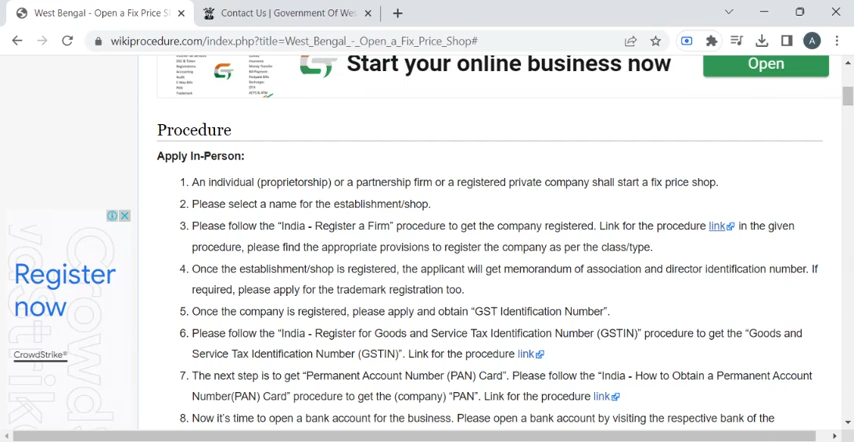 West Bengal - Open a Fix Price S
Contact Us | Government Of Wes
wikiprocedure.com/index.php?title=West_Bengal_-_Open_a_Fix_Price_Shop#
A
Start your online business now
Open
Procedure
Apply In-Person:
1. An individual (proprietorship) or a partnership firm or a registered private company shall start a fix price shop.
2. Please select a name for the establishment/shop.
3. Please follow the “India - Register a Firm” procedure to get the company registered. Link for the procedure link in the given
procedure, please find the appropriate provisions to register the company as per the class/type.
4. Once the establishment/shop is registered, the applicant will get memorandum of association and director identification number. If
required, please apply for the trademark registration too.
5. Once the company is registered, please apply and obtain “GST Identification Number”.
6. Please follow the “India - Register for Goods and Service Tax Identification Number (GSTIN)” procedure to get the “Goods and
Service Tax Identification Number (GSTIN)”. Link for the procedure link
7. The next step is to get “Permanent Account Number (PAN) Card”. Please follow the “India - How to Obtain a Permanent Account
Number(PAN) Card” procedure to get the (company) “PAN”. Link for the procedure link
8. Now it’s time to open a bank account for the business. Please open a bank account by visiting the respective bank of the
Register
now
CrowdStrike®